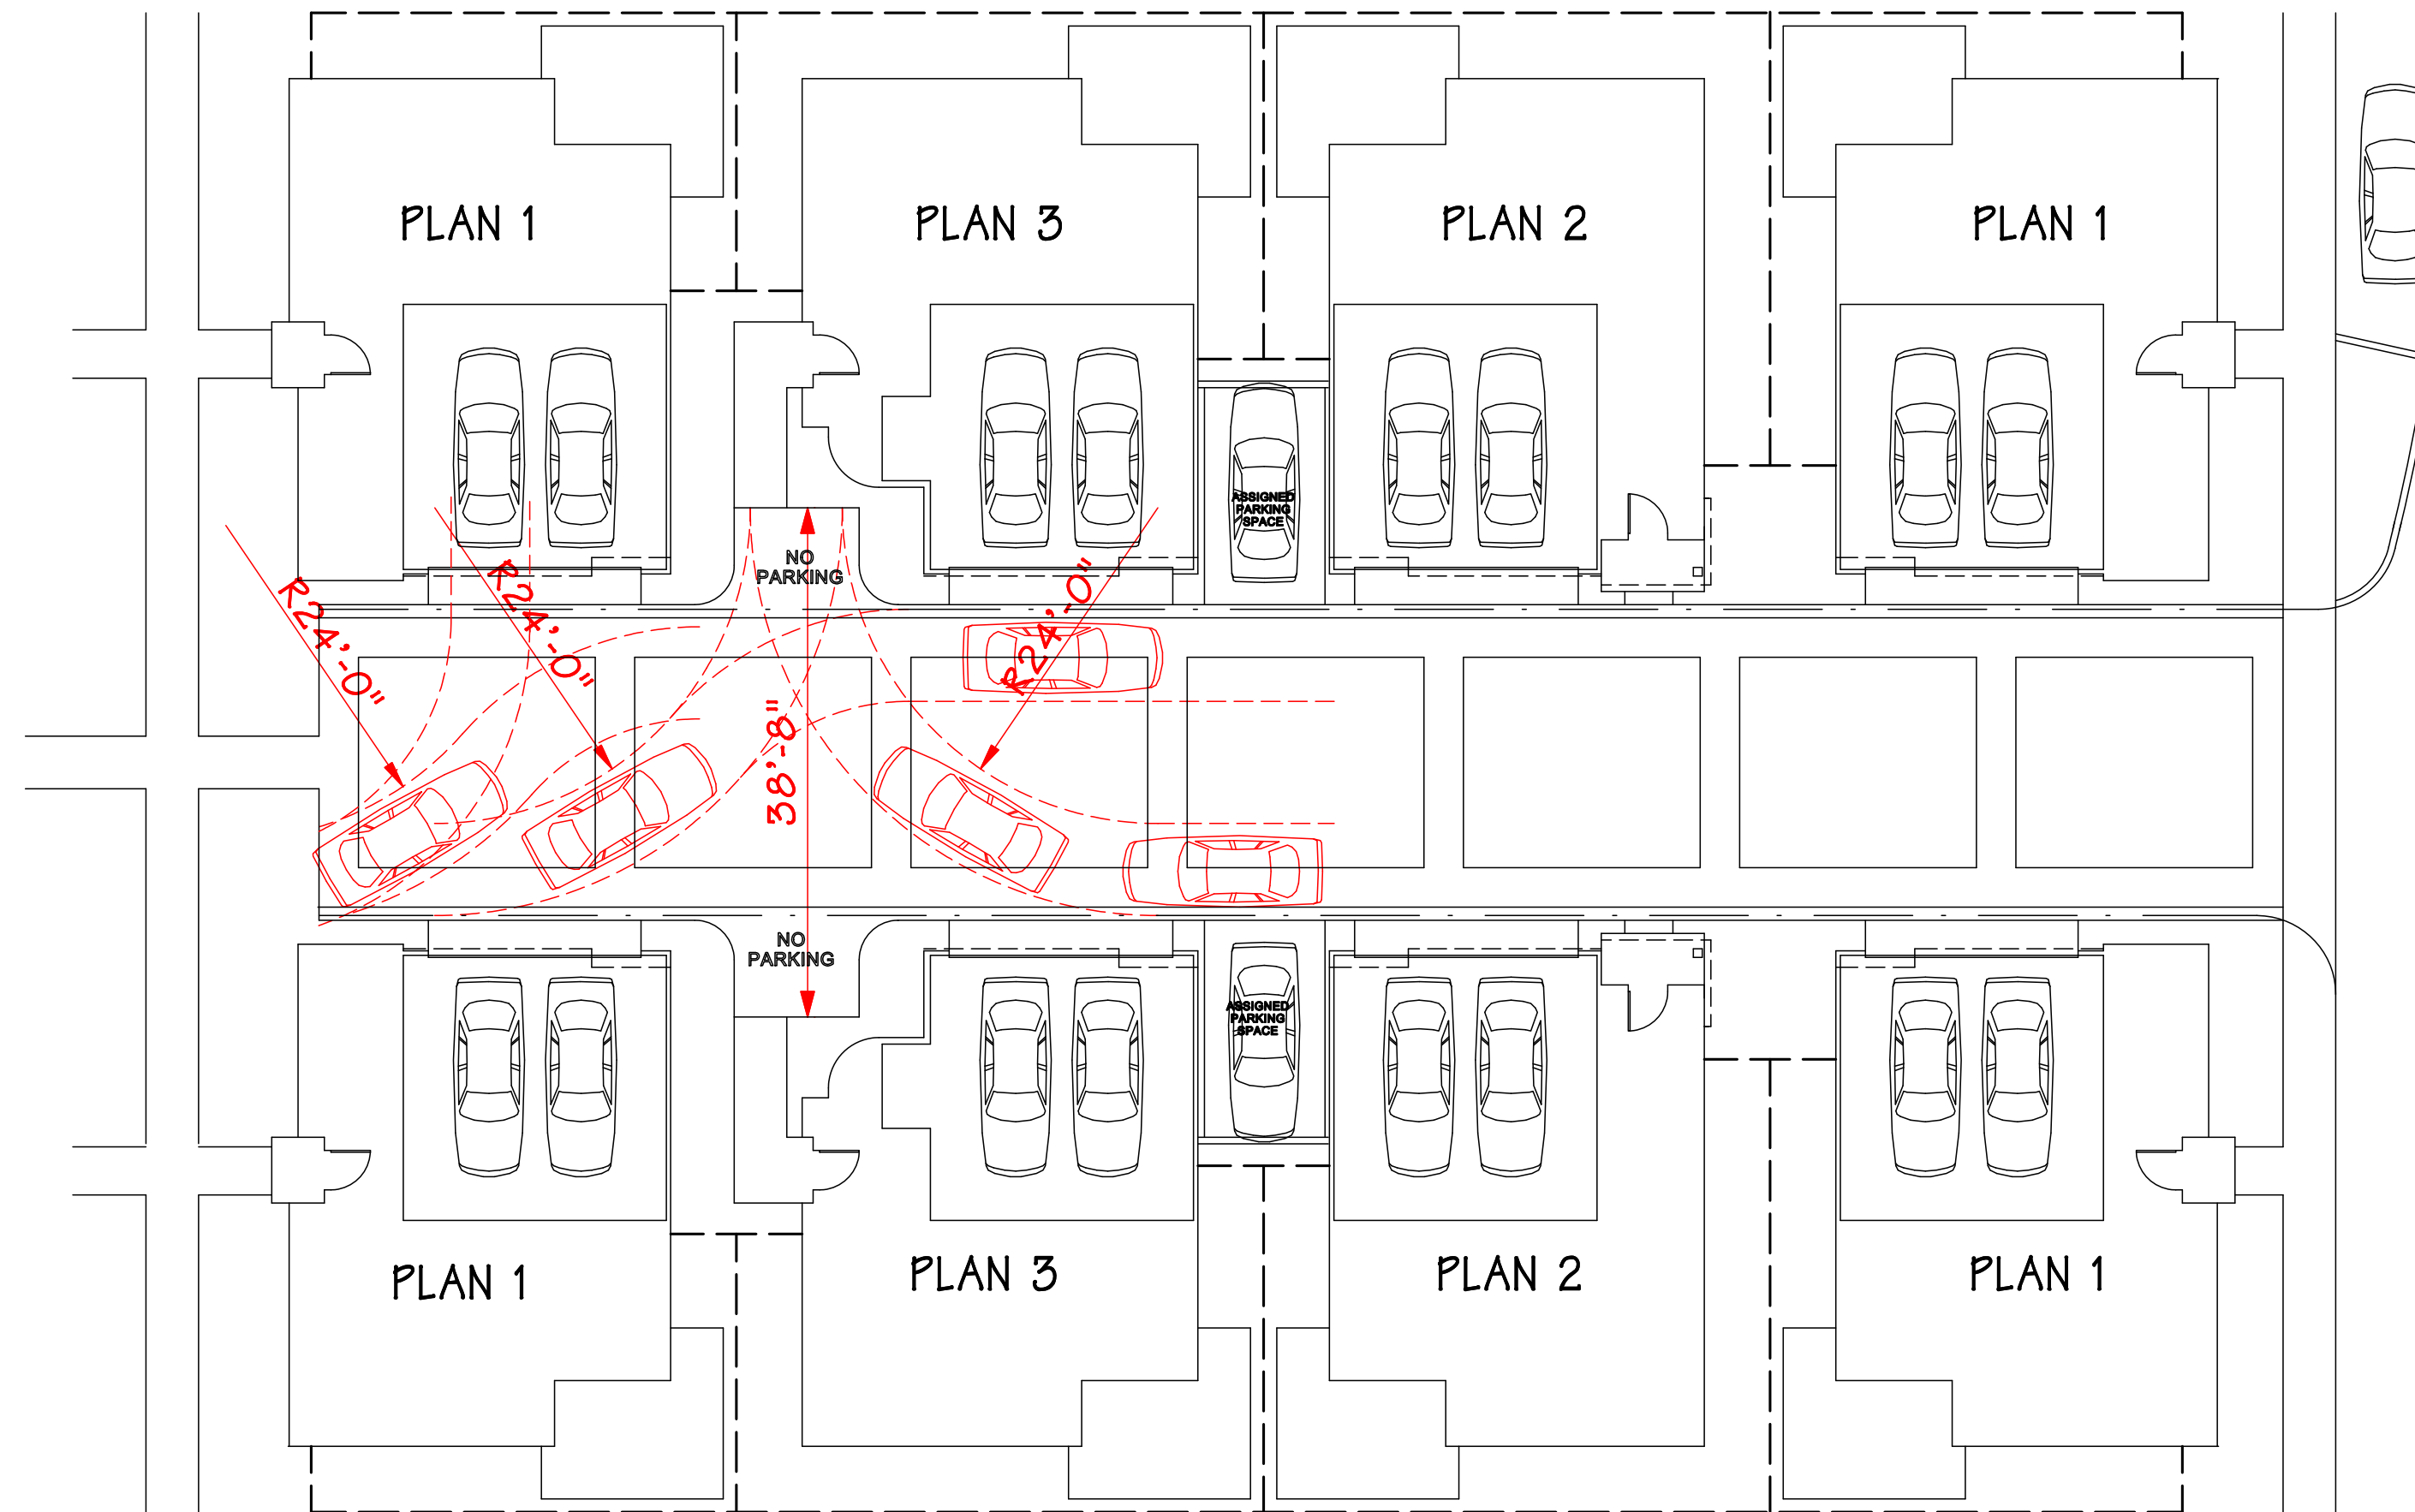 PLAN 1
PLAN 3
PLAN 2
PLAN 1
ASSIGNED
PARKING
SPACE
NO
PARKING
R24'-0"
R24'-0"
R24'-0"
38'-8"
NO
PARKING
ASSIGNED
PARKING
SPACE
PLAN 1
PLAN 3
PLAN 2
PLAN 1